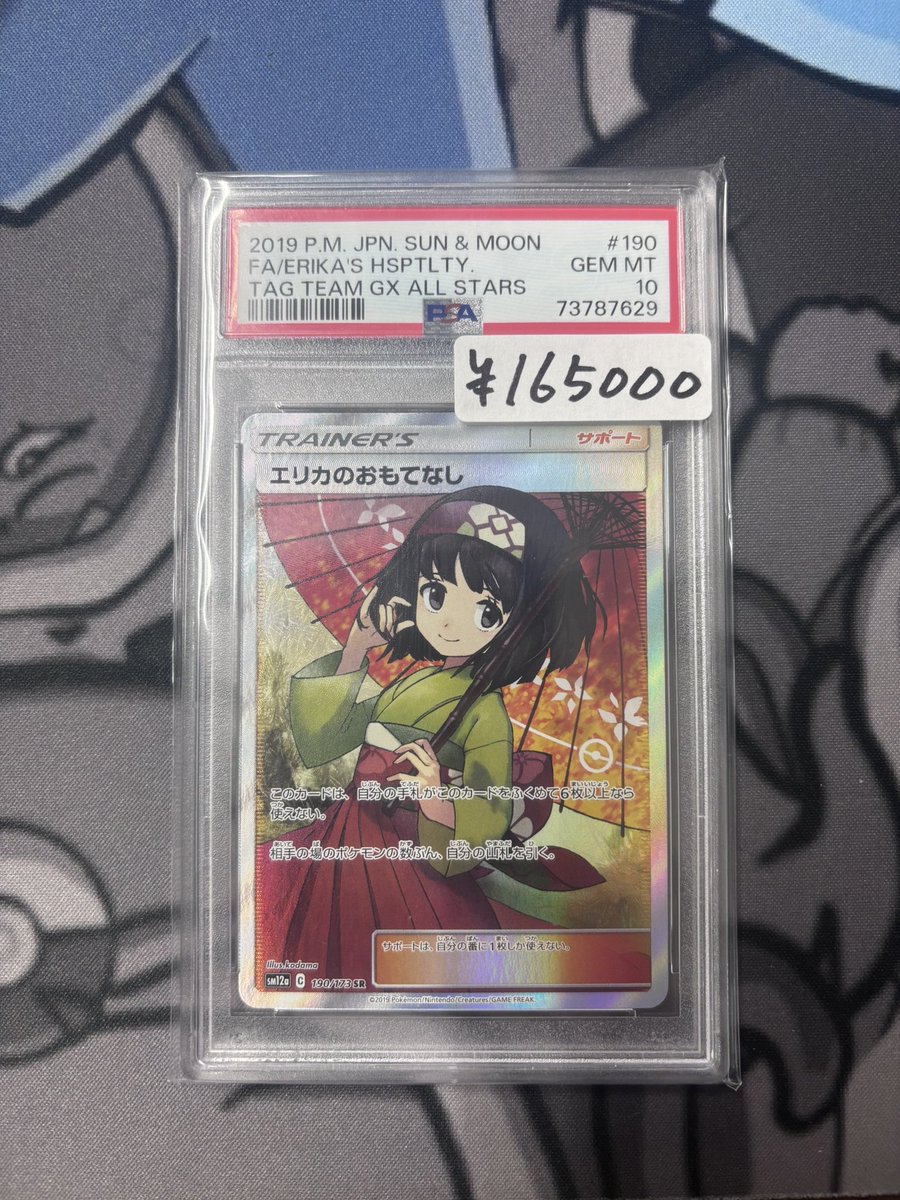 2019 P.M. JPN. SUN & MOON #190
FA/ERIKA'S HSPTLTY. GEM MT
TAG TEAM GX ALL STARS 10
PSA 73787629
¥165000
TRAINER'S サポート
エリカのおもてなし
このカードは、自分の手札がこのカードをふくめて6枚以上なら
使えない。
相手の場のポケモンの数ぶん、自分の山札を引く。
サポートは、自分の番に1枚しか使えない。
Illus.kodama
sm12a C 190/173 SR
©2019 Pokémon/Nintendo/Creatures/GAME FREAK.